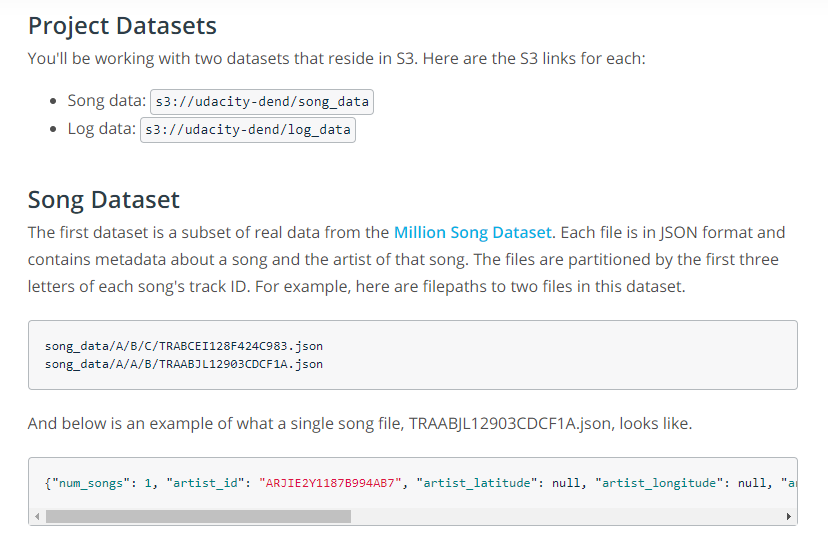 Project Datasets
You'll be working with two datasets that reside in S3. Here are the S3 links for each:
• Song data: s3://udacity-dend/song_data
• Log data: s3://udacity-dend/log_data
Song Dataset
The first dataset is a subset of real data from the Million Song Dataset. Each file is in JSON format and
contains metadata about a song and the artist of that song. The files are partitioned by the first three
letters of each song's track ID. For example, here are filepaths to two files in this dataset.
song_data/A/B/C/TRABCEI128F424C983.json
song_data/A/A/B/TRAABJL12903CDCF1A.json
And below is an example of what a single song file, TRAABJL12903CDCF1A.json, looks like.
{"num_songs": 1, "artist_id": "ARJIE2Y1187B994AB7", "artist_latitude": null, "artist_longitude": null,